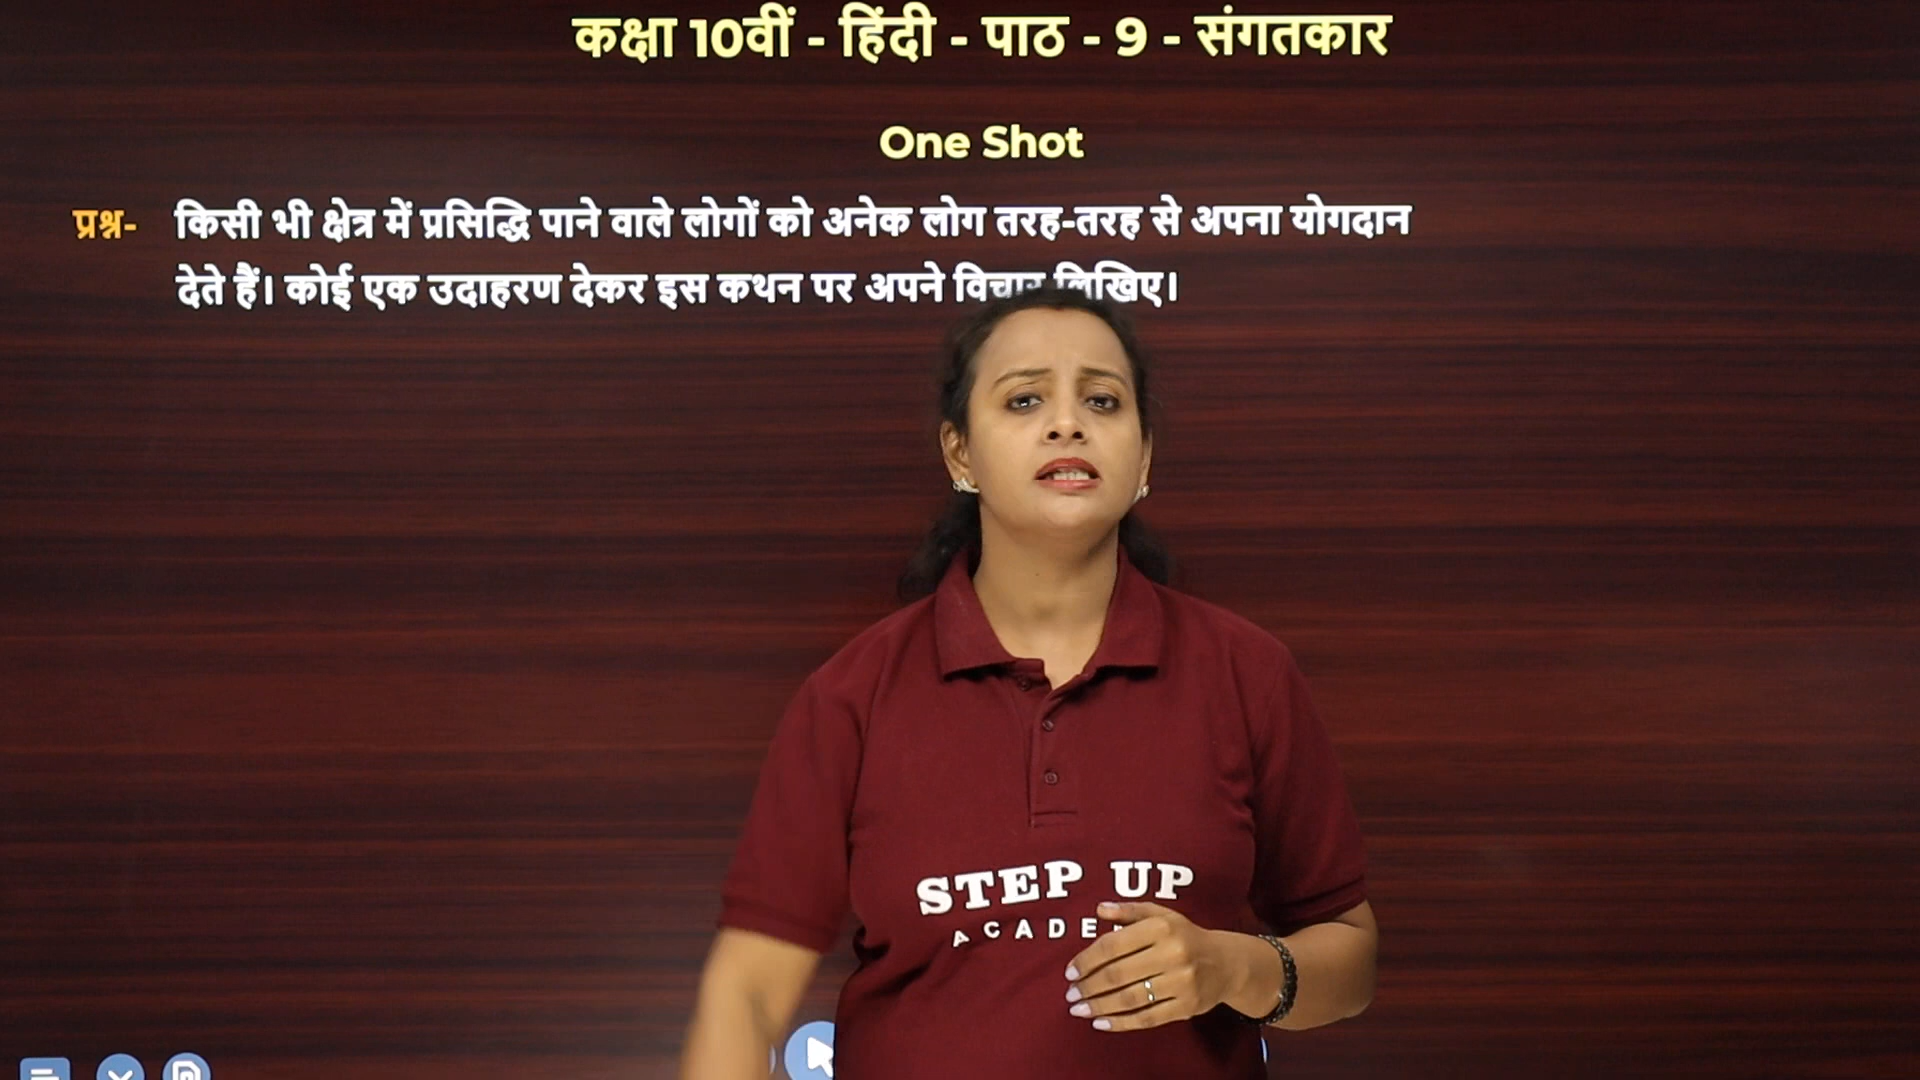 कक्षा 10वीं - हिंदी - पाठ - 9 - संगतकार
One Shot
प्रश्न- किसी भी क्षेत्र में प्रसिद्धि पाने वाले लोगों को अनेक लोग तरह-तरह से अपना योगदान
देते हैं। कोई एक उदाहरण देकर इस कथन पर अपने विचार लिखिए।
STEP UP